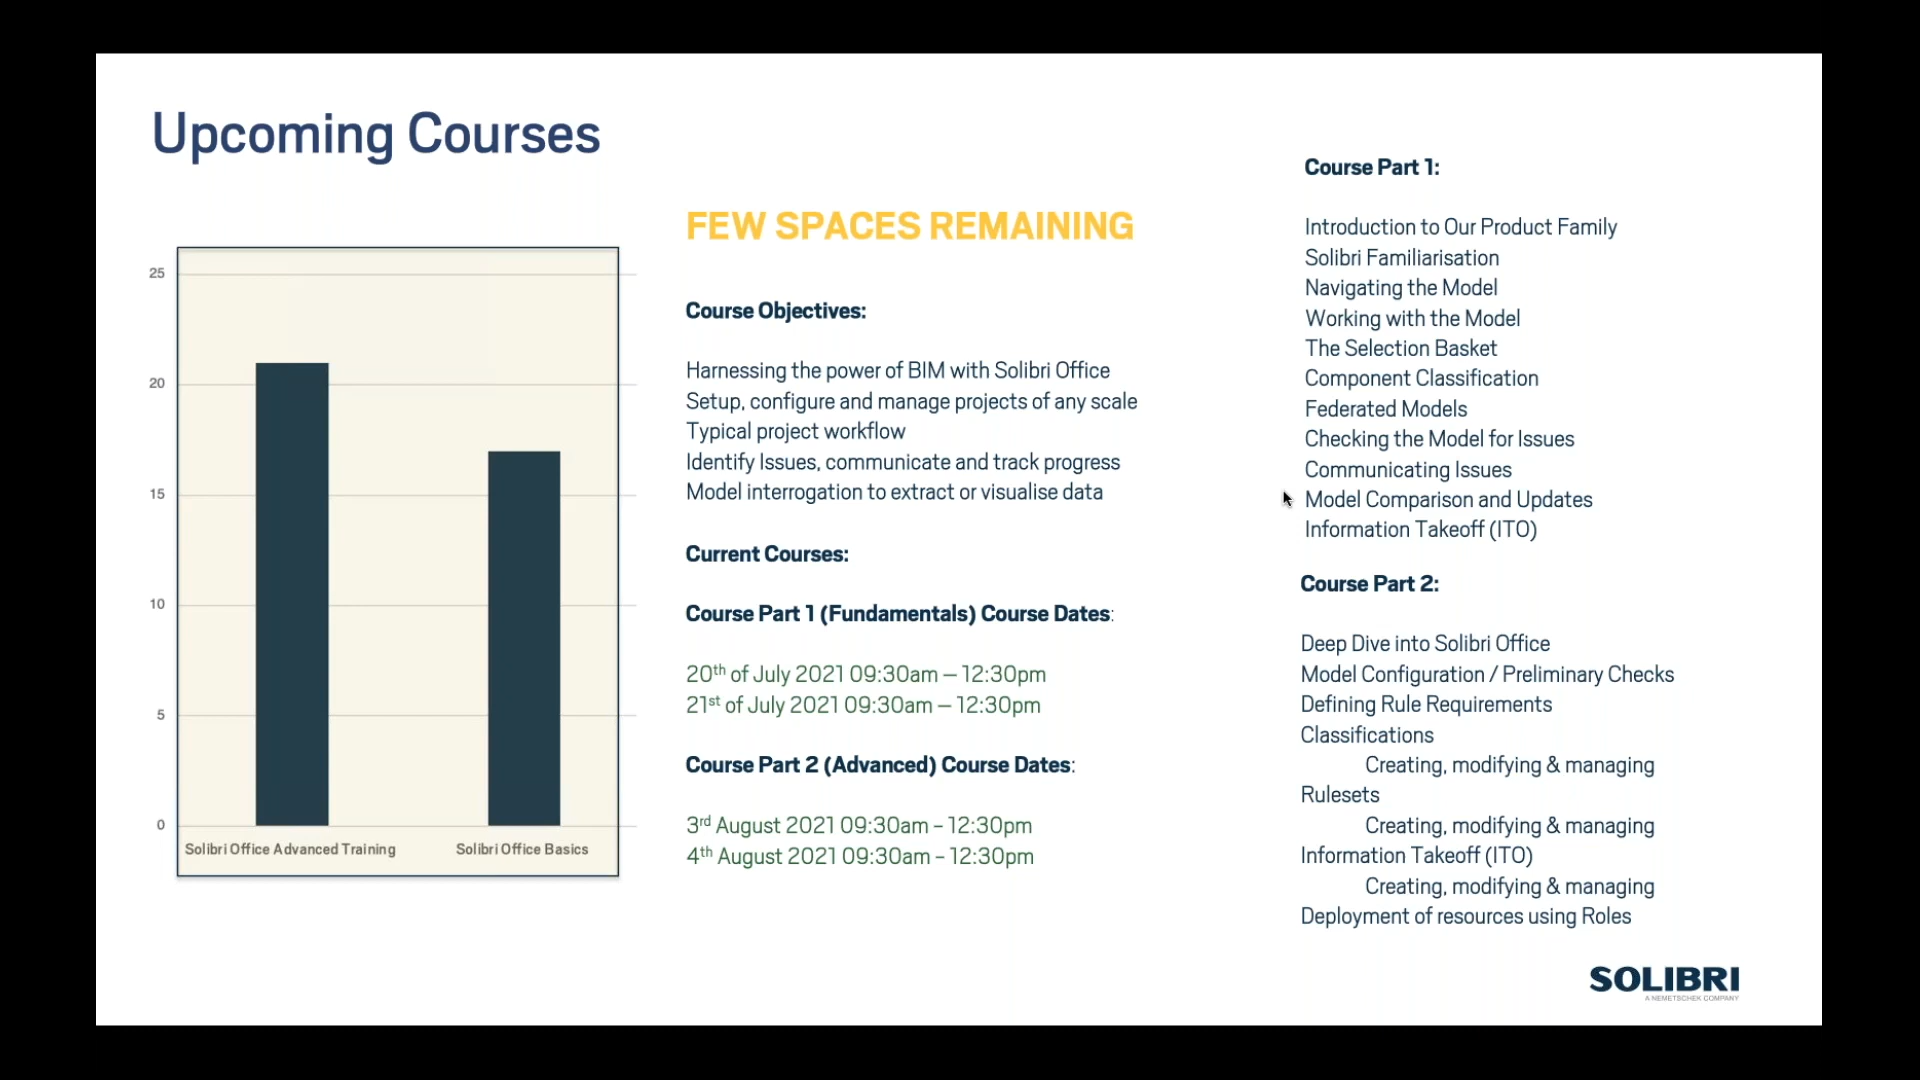 Upcoming Courses
25
20
15
10
5
0
Solibri Office Advanced Training
Solibri Office Basics
FEW SPACES REMAINING
Course Objectives:
Harnessing the power of BIM with Solibri Office
Setup, configure and manage projects of any scale
Typical project workflow
Identify Issues, communicate and track progress
Model interrogation to extract or visualise data
Current Courses:
Course Part 1 (Fundamentals) Course Dates:
20th of July 2021 09:30am – 12:30pm
21st of July 2021 09:30am – 12:30pm
Course Part 2 (Advanced) Course Dates:
3rd August 2021 09:30am - 12:30pm
4th August 2021 09:30am - 12:30pm
Course Part 1:
Introduction to Our Product Family
Solibri Familiarisation
Navigating the Model
Working with the Model
The Selection Basket
Component Classification
Federated Models
Checking the Model for Issues
Communicating Issues
Model Comparison and Updates
Information Takeoff (ITO)
Course Part 2:
Deep Dive into Solibri Office
Model Configuration / Preliminary Checks
Defining Rule Requirements
Classifications
Creating, modifying & managing
Rulesets
Creating, modifying & managing
Information Takeoff (ITO)
Creating, modifying & managing
Deployment of resources using Roles
SOLIBRI
A NEMETSCHEK COMPANY